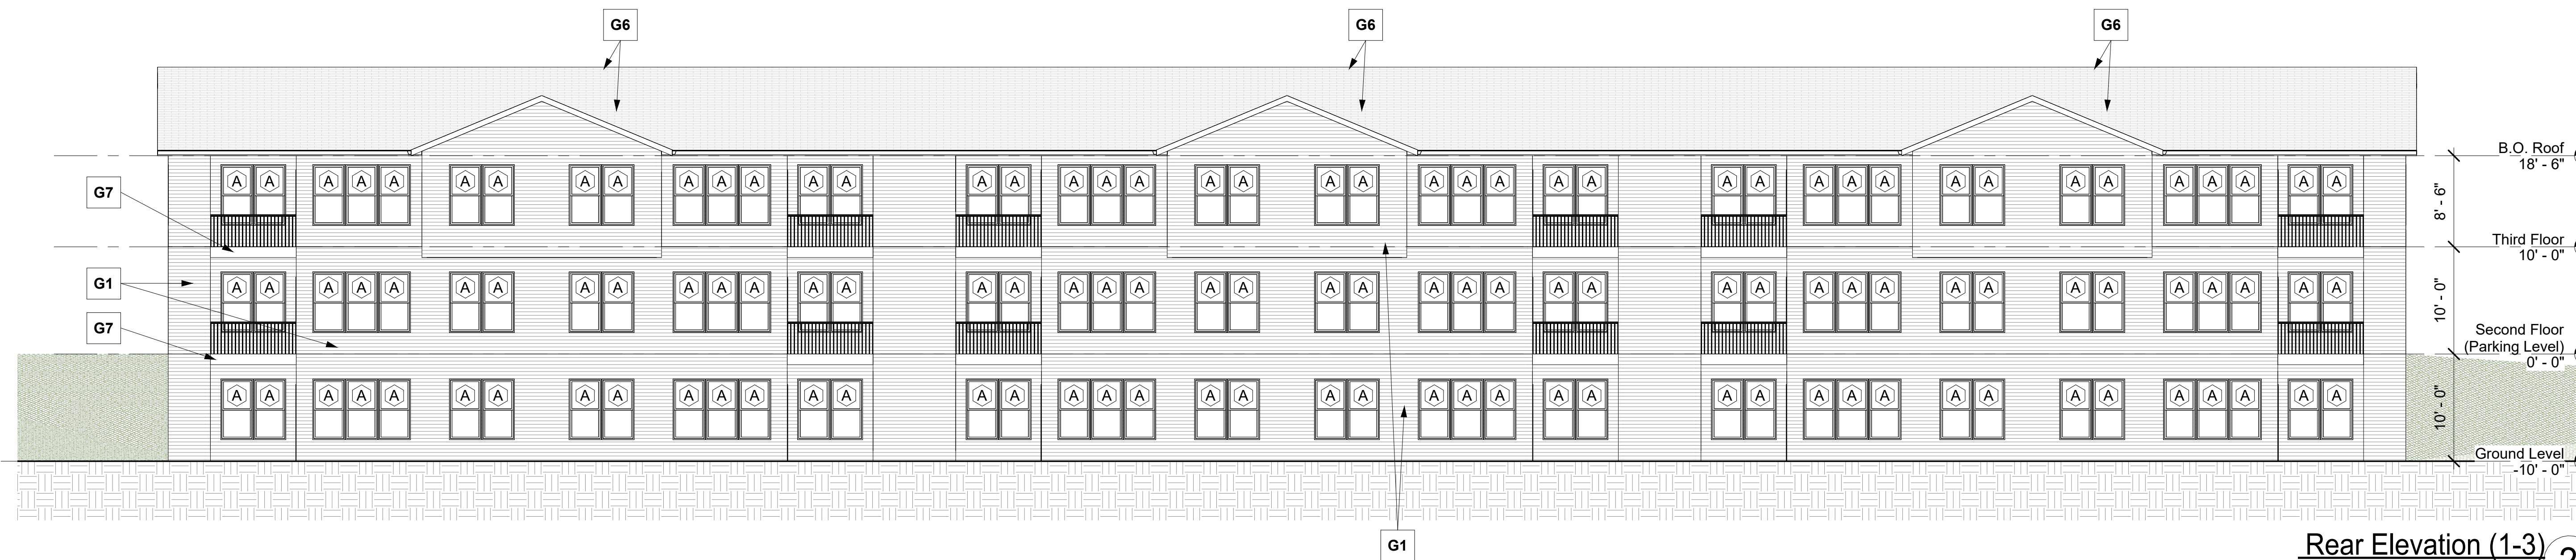 G6 G6 G6
B.O. Roof
18' - 6"
A A A A A A A A A A A A A A A A A A A A A A A A A A A A A A A A A A A A A A A A A A
G7
8' - 6"
Third Floor
10' - 0"
G1
A A A A A A A A A A A A A A A A A A A A A A A A A A A A A A A A A A A A A A A A A A
10' - 0"
G7
Second Floor
(Parking Level)
0' - 0"
A A A A A A A A A A A A A A A A A A A A A A A A A A A A A A A A A A A A A A A A A A
10' - 0"
Ground Level
-10' - 0"
G1
Rear Elevation (1-3)